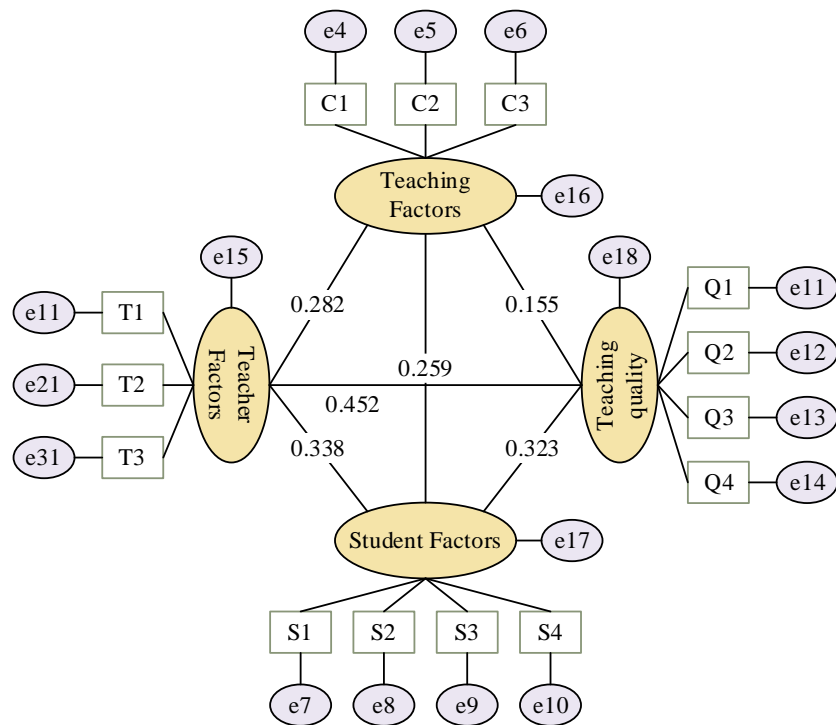 e4 e5 e6
C1 C2 C3
Teaching
Factors
e16
e15
e18
e11 T1
0.282
0.155
Q1 e11
Q2 e12
e21 T2
Teacher
Factors
0.259
0.452
Teaching
quality
Q3 e13
e31 T3
0.338
0.323
Q4 e14
Student Factors
e17
S1 S2 S3 S4
e7 e8 e9 e10